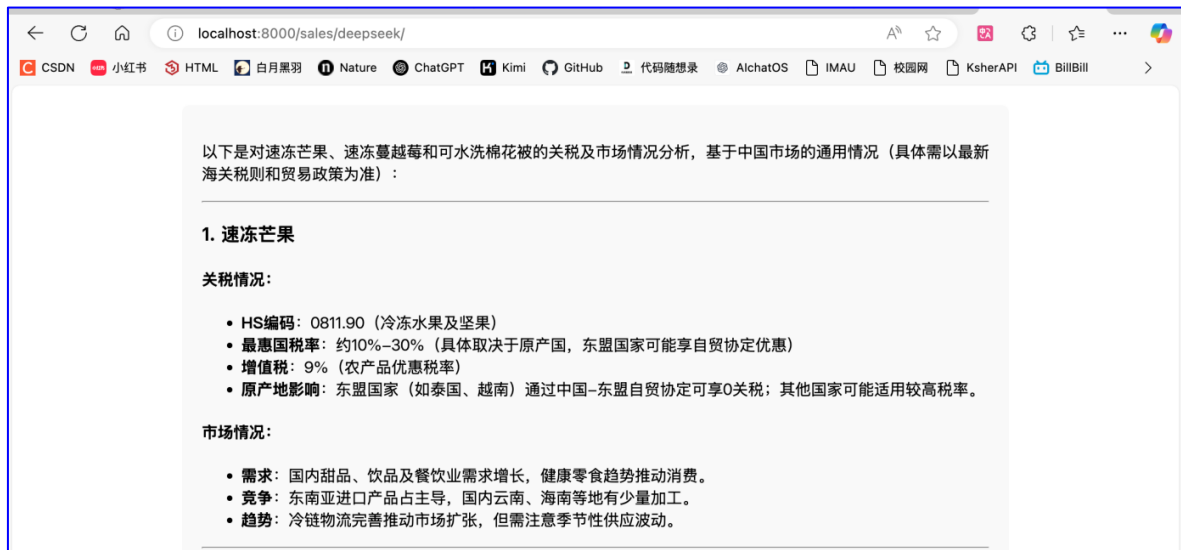 localhost:8000/sales/deepseek/
CSDN 小红书 HTML 白月黑羽 Nature ChatGPT Kimi GitHub 代码随想录 AIchatOS IMAU 校园网 KsherAPI BillBill
以下是对速冻芒果、速冻蔓越莓和可水洗棉花被的关税及市场情况分析，基于中国市场的通用情况（具体需以最新
海关税则和贸易政策为准）：
1. 速冻芒果
关税情况：
• HS编码：0811.90（冷冻水果及坚果）
• 最惠国税率：约10%–30%（具体取决于原产国，东盟国家可能享自贸协定优惠）
• 增值税：9%（农产品优惠税率）
• 原产地影响：东盟国家（如泰国、越南）通过中国–东盟自贸协定可享0关税；其他国家可能适用较高税率。
市场情况：
• 需求：国内甜品、饮品及餐饮业需求增长，健康零食趋势推动消费。
• 竞争：东南亚进口产品占主导，国内云南、海南等地有少量加工。
• 趋势：冷链物流完善推动市场扩张，但需注意季节性供应波动。